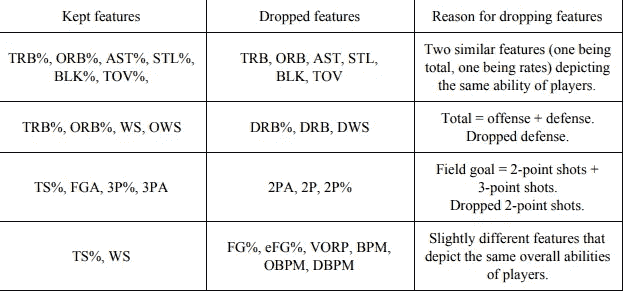 Kept features
Dropped features
Reason for dropping features
TRB%, ORB%, AST%, STL%,
BLK%, TOV%,
TRB, ORB, AST, STL,
BLK, TOV
Two similar features (one being
total, one being rates) depicting
the same ability of players.
TRB%, ORB%, WS, OWS
DRB%, DRB, DWS
Total = offense + defense.
Dropped defense.
TS%, FGA, 3P%, 3PA
2PA, 2P, 2P%
Field goal = 2-point shots +
3-point shots.
Dropped 2-point shots.
TS%, WS
FG%, eFG%, VORP, BPM,
OBPM, DBPM
Slightly different features that
depict the same overall abilities
of players.